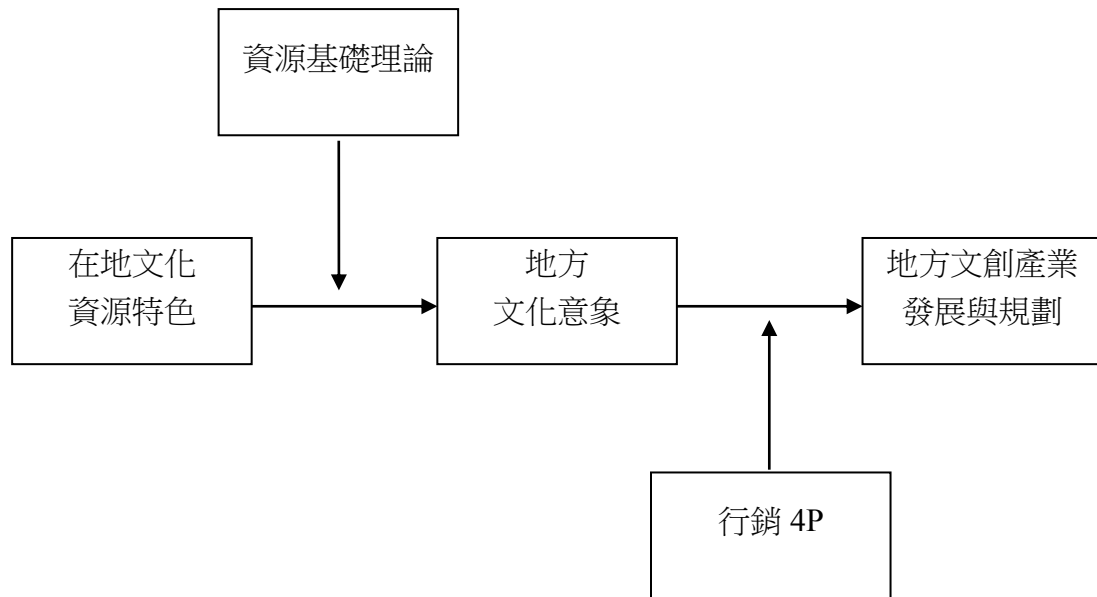 資源基礎理論
在地文化
資源特色
地方
文化意象
地方文創產業
發展與規劃
行銷 4P